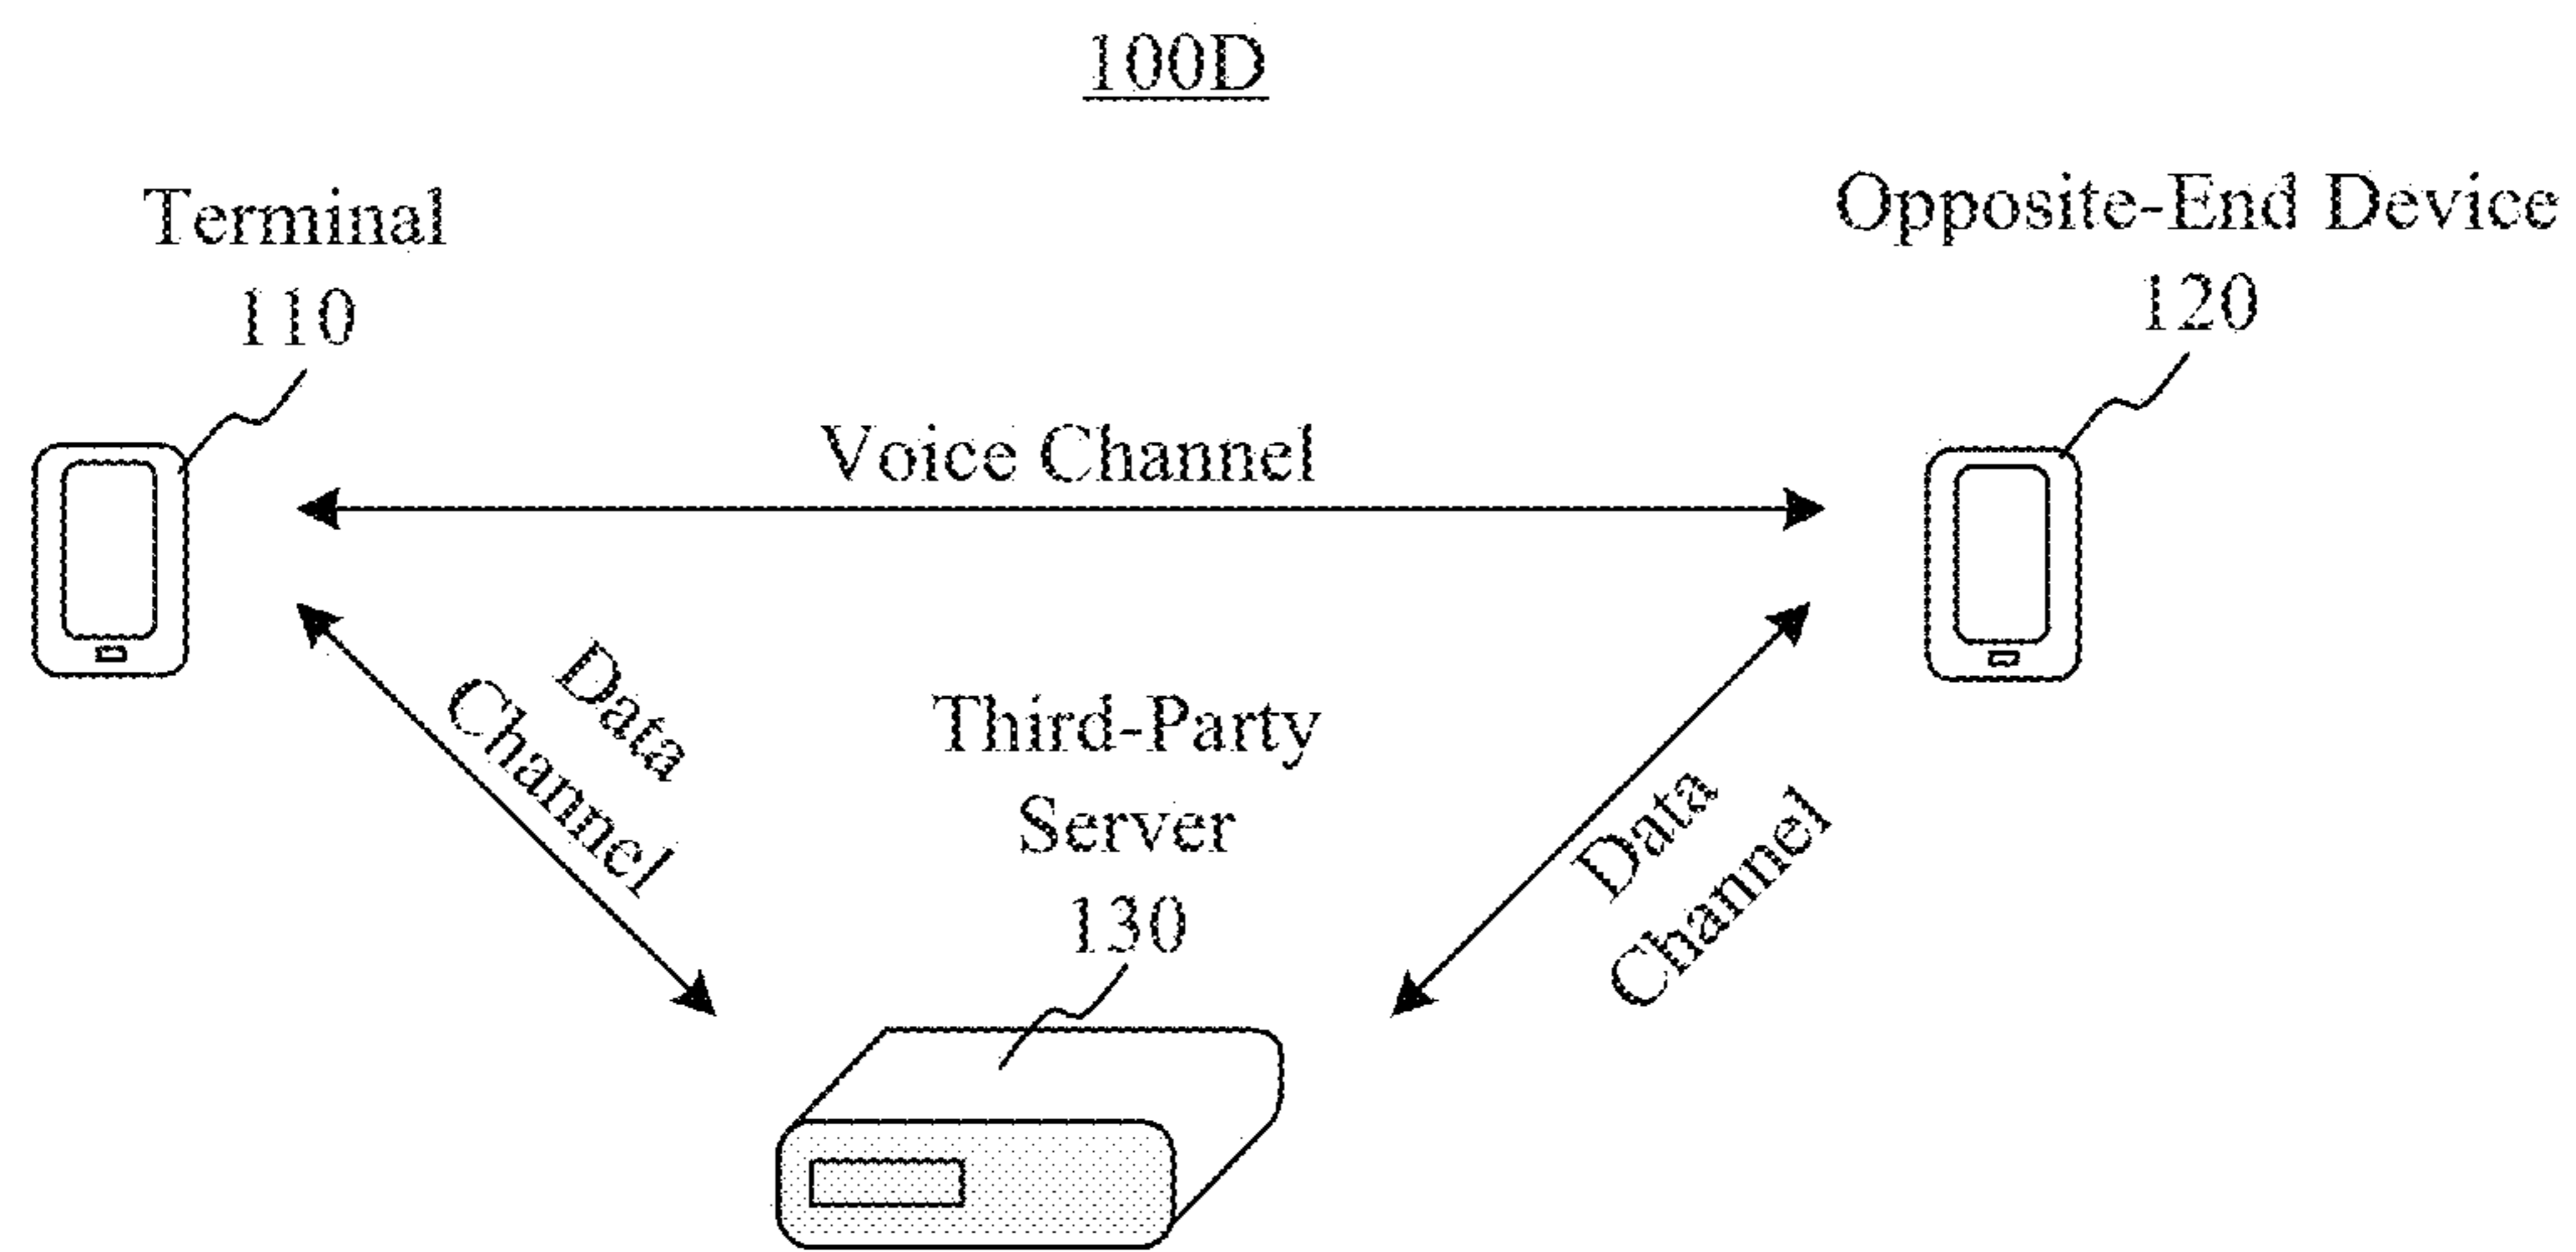 100D
Terminal
110
Opposite-End Device
120
Voice Channel
Data
Channel
Third-Party
Server
130
Data
Channel